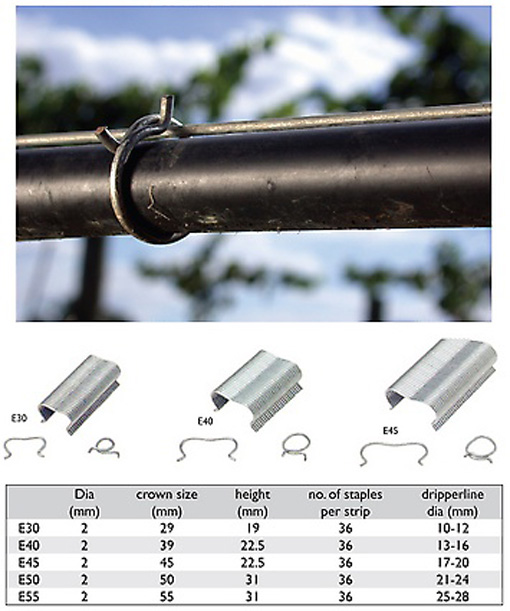 E30
E40
E45
Dia crown size height no. of staples dripperline
(mm) (mm) (mm) per strip dia (mm)
E30 2 29 19 36 10-12
E40 2 39 22.5 36 13-16
E45 2 45 22.5 36 17-20
E50 2 50 31 36 21-24
E55 2 55 31 36 25-28